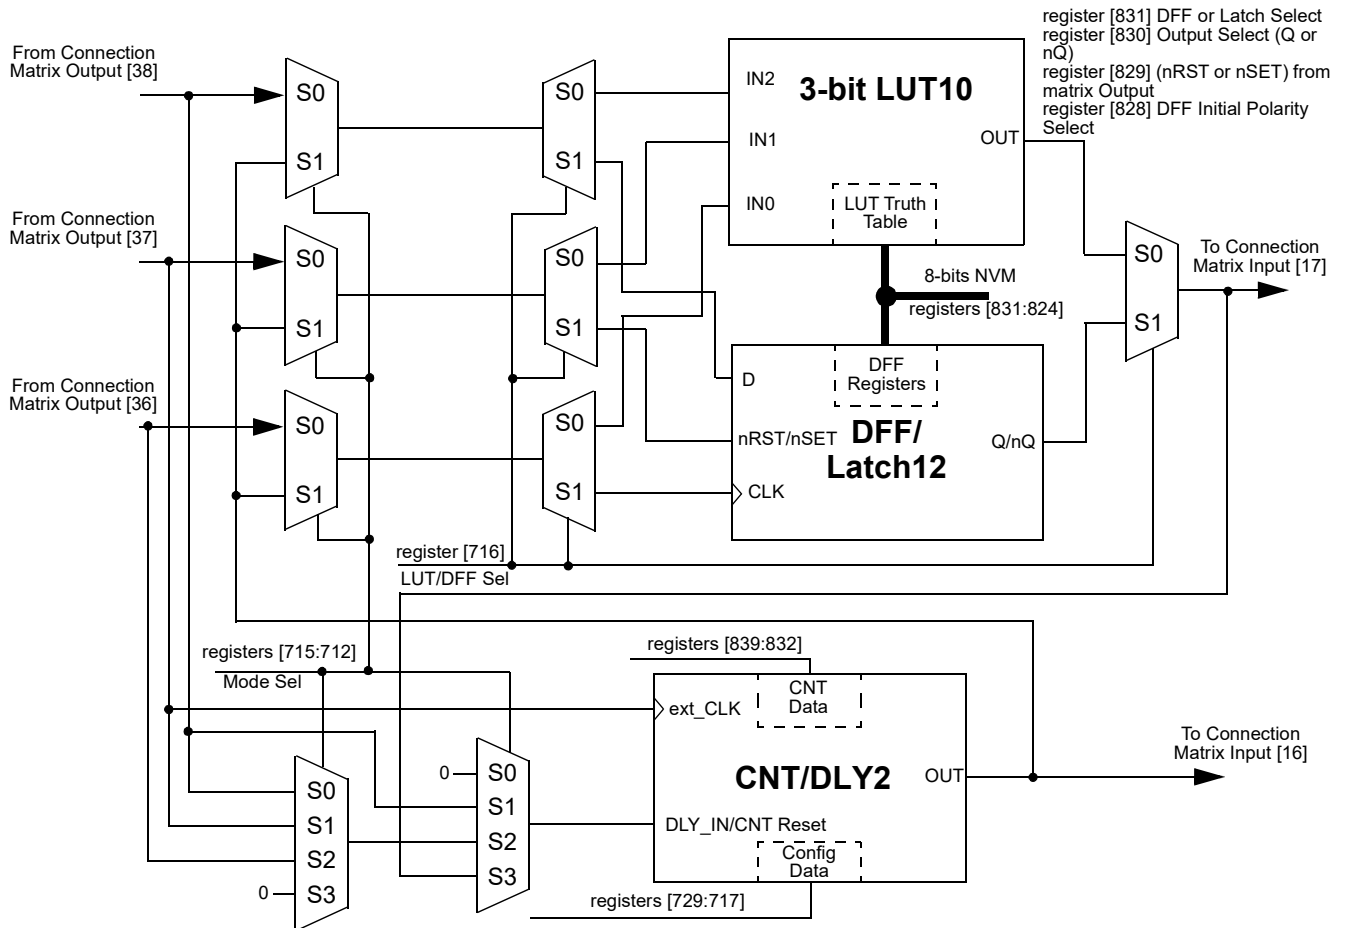 register [831] DFF or Latch Select
register [830] Output Select (Q or
nQ)
register [829] (nRST or nSET) from
matrix Output
register [828] DFF Initial Polarity
Select
From Connection
Matrix Output [38]
S0
S1
S0
S1
IN2
IN1
IN0
3-bit LUT10
OUT
LUT Truth
Table
From Connection
Matrix Output [37]
S0
S1
S0
S1
8-bits NVM
registers [831:824]
S0
S1
To Connection
Matrix Input [17]
From Connection
Matrix Output [36]
S0
S1
S0
S1
D
nRST/nSET
CLK
DFF
Registers
DFF/
Latch12
Q/nQ
register [716]
LUT/DFF Sel
registers [715:712]
Mode Sel
registers [839:832]
CNT
Data
ext_CLK
CNT/DLY2
OUT
To Connection
Matrix Input [16]
DLY_IN/CNT Reset
Config
Data
registers [729:717]
0
S0
S1
S2
S3
S0
S1
S2
0
S3